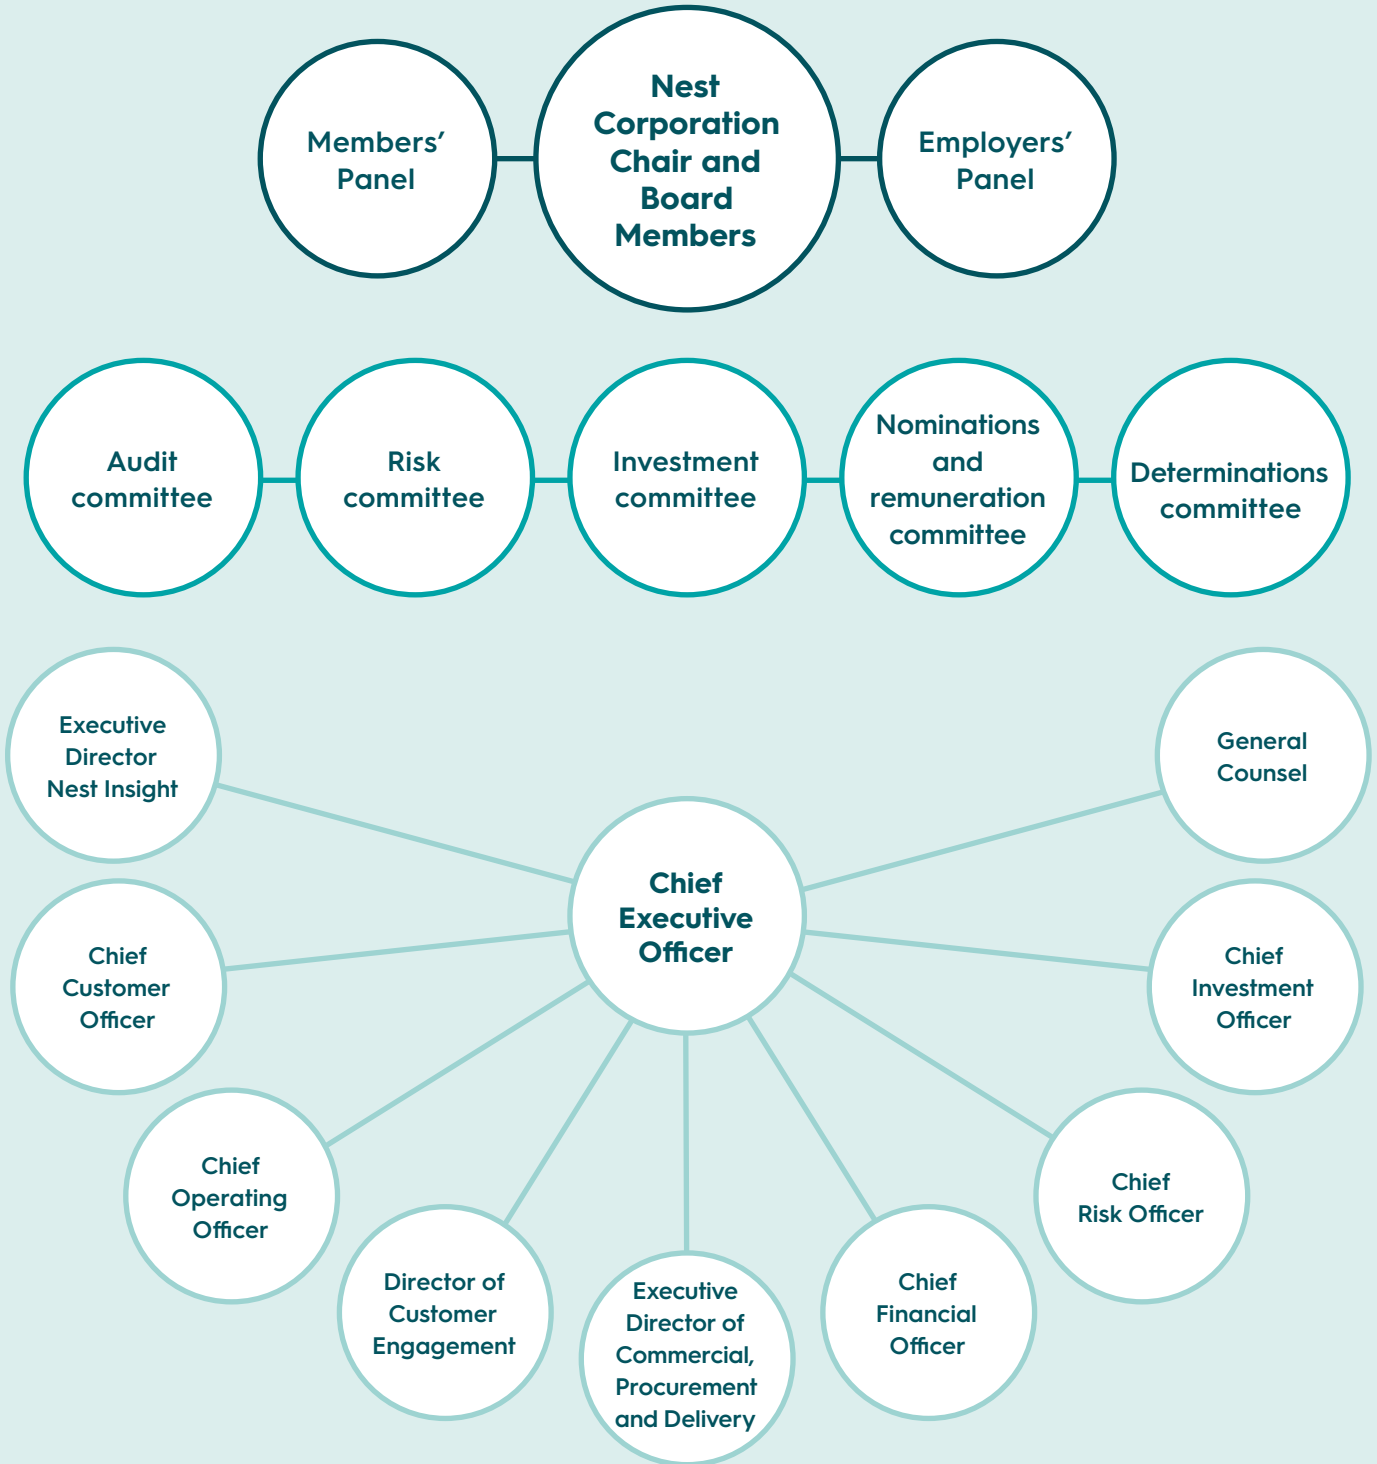 Members’
Panel
Nest
Corporation
Chair and
Board
Members
Employers’
Panel
Audit
committee
Risk
committee
Investment
committee
Nominations
and
remuneration
committee
Determinations
committee
Executive
Director
Nest Insight
General
Counsel
Chief
Executive
Officer
Chief
Customer
Officer
Chief
Investment
Officer
Chief
Operating
Officer
Chief
Risk Officer
Director of
Customer
Engagement
Executive
Director of
Commercial,
Procurement
and Delivery
Chief
Financial
Officer